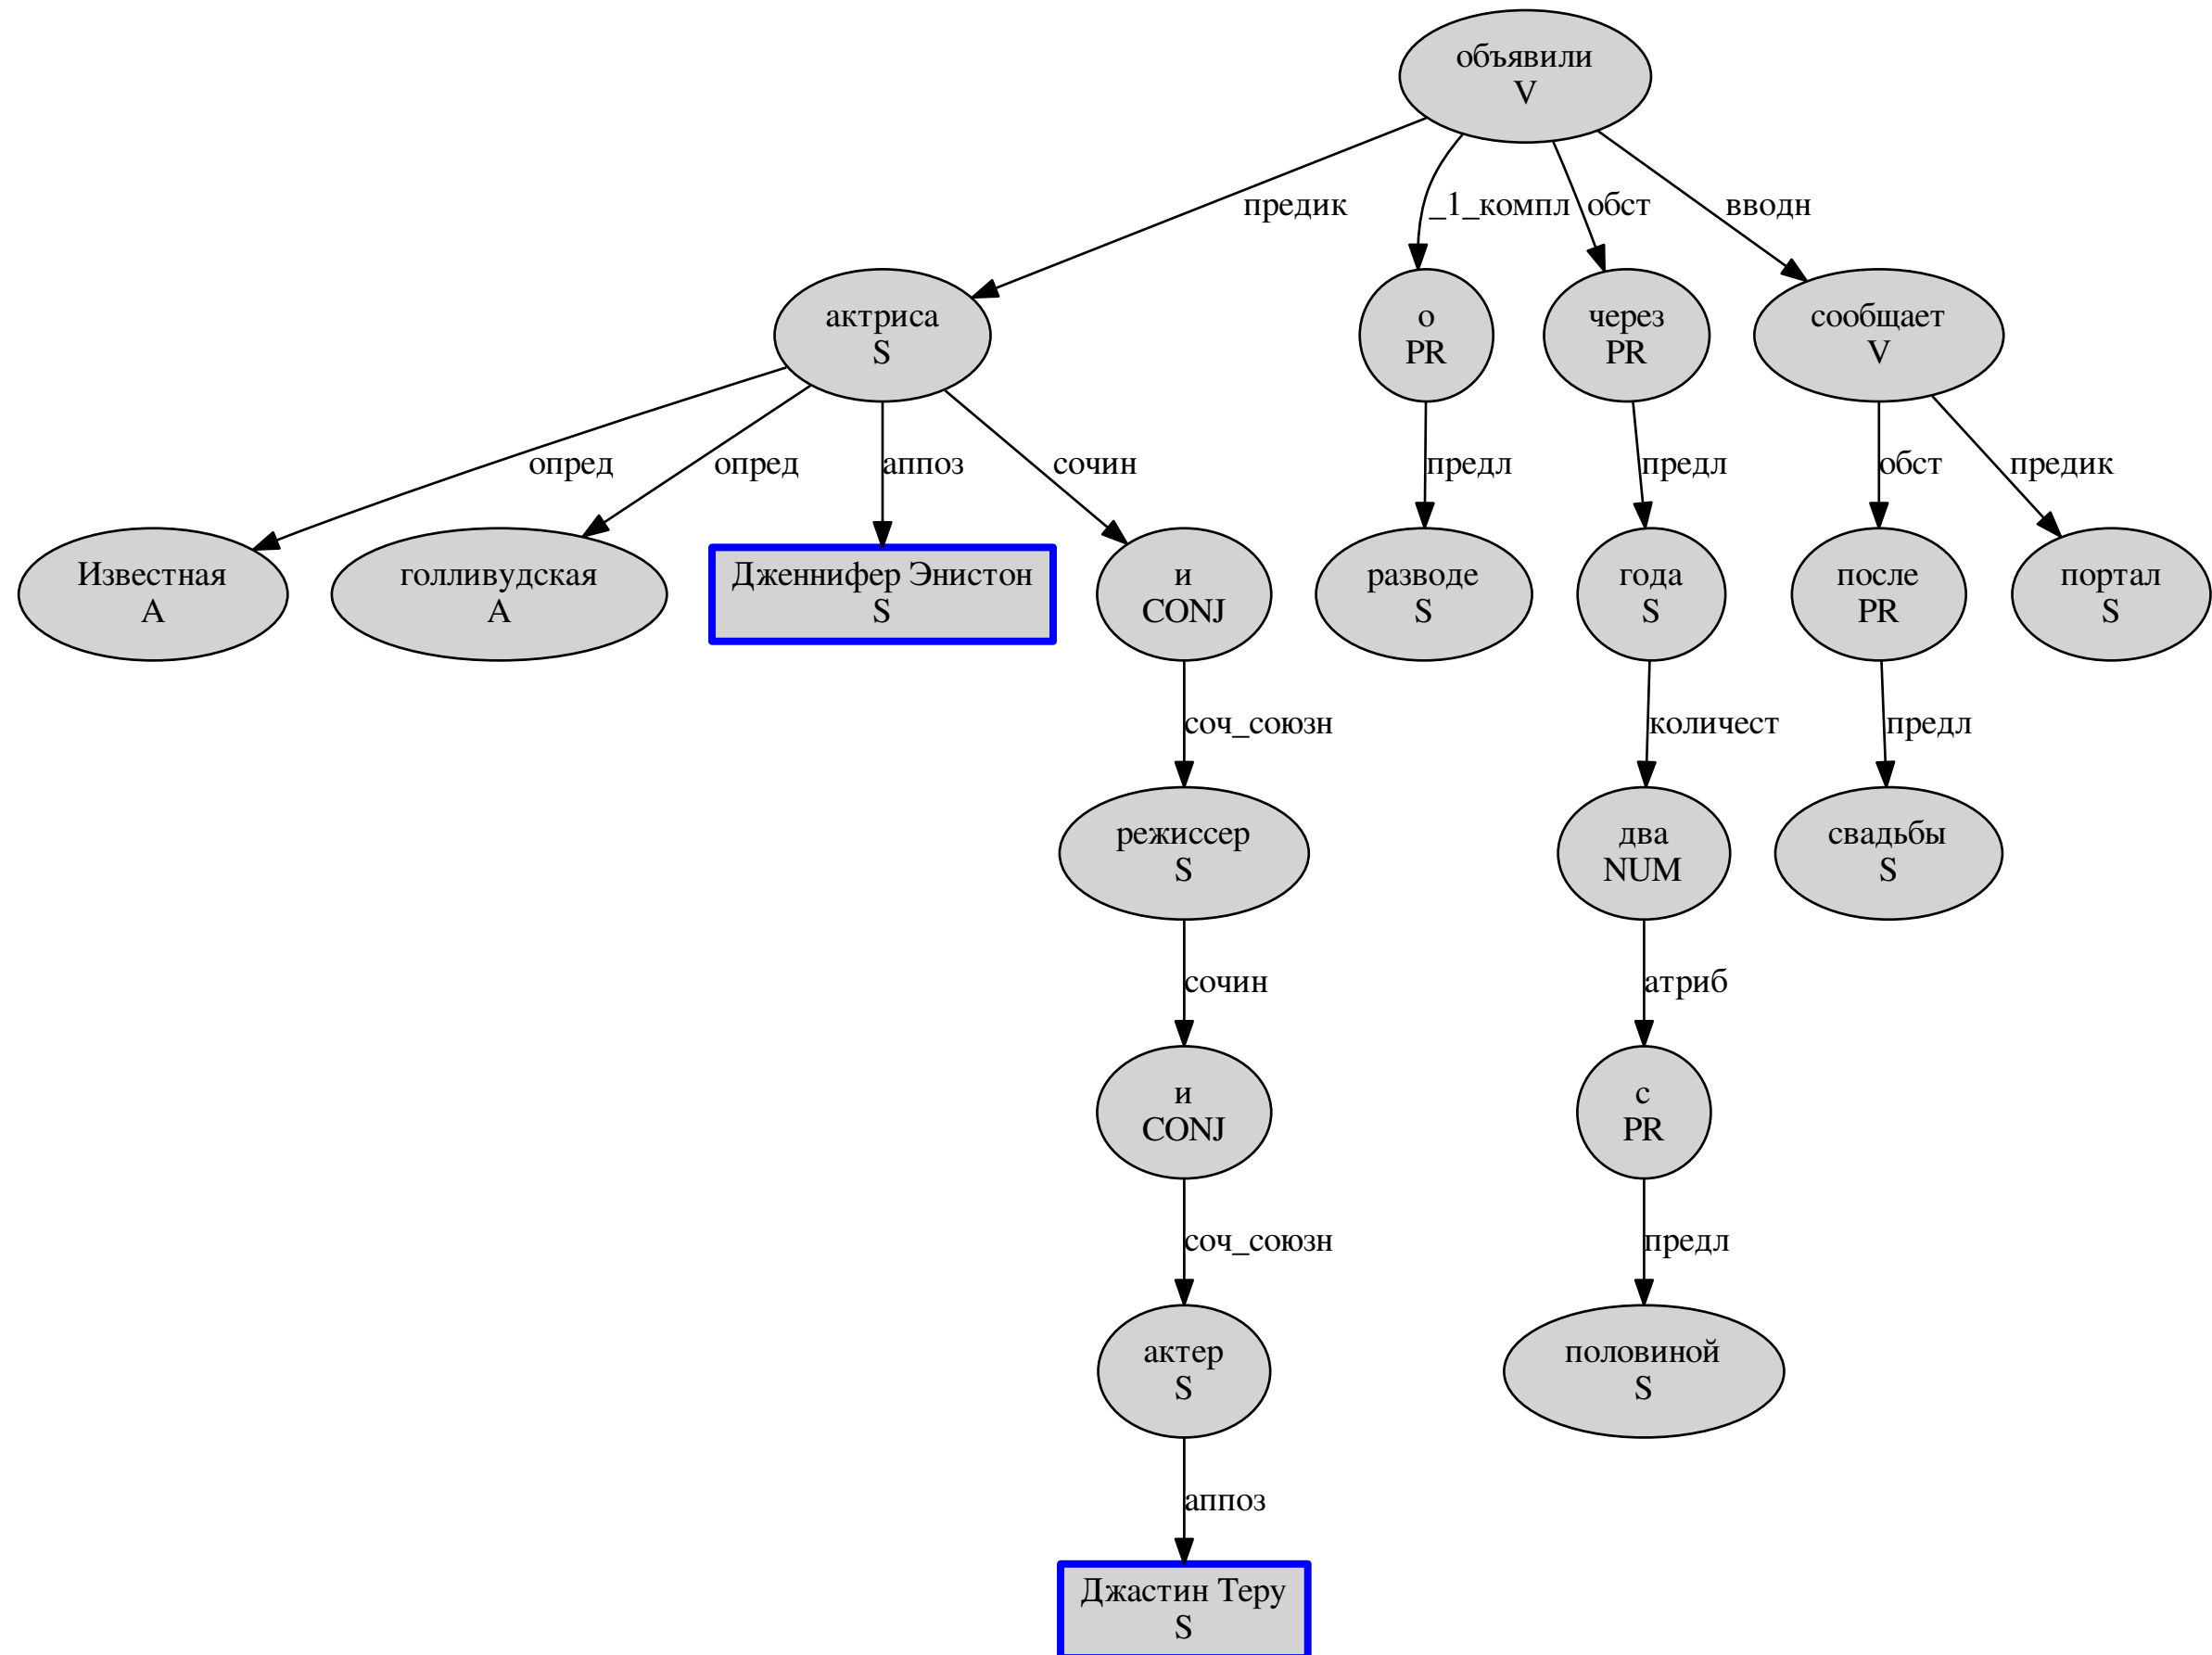 объявили
V
предик
_1_компл
обст
вводн
актриса
S
о
PR
через
PR
сообщает
V
опред
опред
аппоз
сочин
предл
предл
обст
предик
Известная
A
голливудская
A
Дженнифер Энистон
S
и
CONJ
разводе
S
года
S
после
PR
портал
S
соч_союзн
количест
предл
режиссер
S
два
NUM
свадьбы
S
сочин
атриб
и
CONJ
с
PR
соч_союзн
предл
актер
S
половиной
S
аппоз
Джастин Теру
S